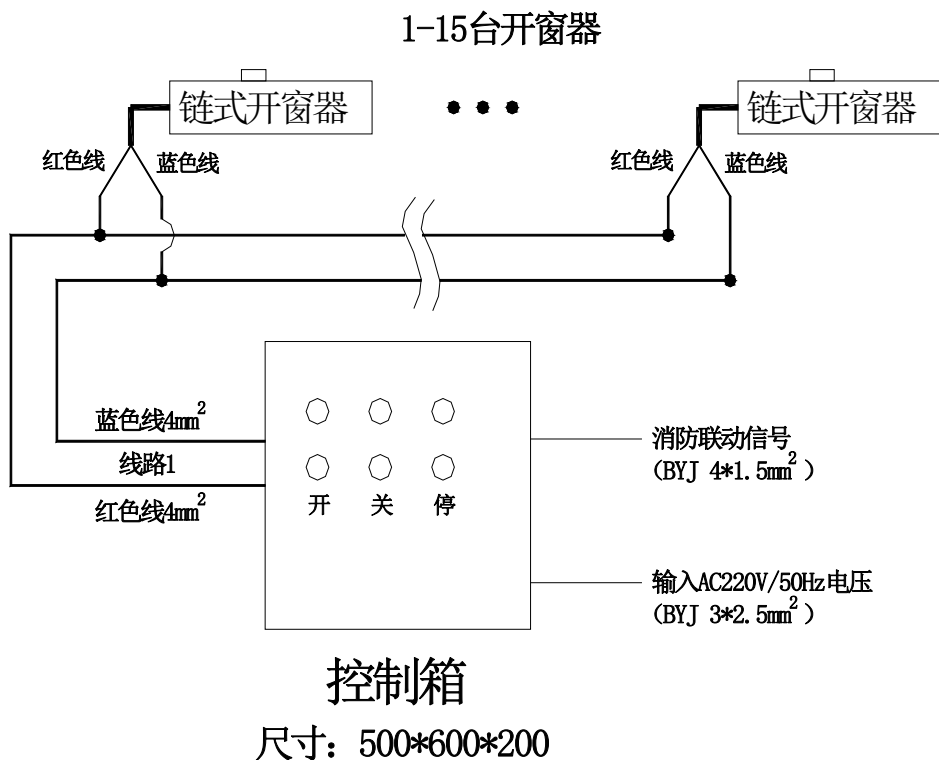 1-15台开窗器
链式开窗器
链式开窗器
红色线
蓝色线
红色线
蓝色线
蓝色线4mm²
线路1
红色线4mm²
开 关 停
消防联动信号
(BYJ 4*1.5mm²)
输入AC220V/50Hz电压
(BYJ 3*2.5mm²)
控制箱
尺寸：500*600*200